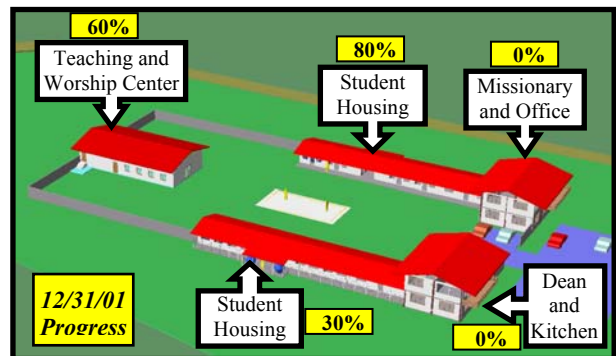 60%
Teaching and
Worship Center
80%
Student
Housing
0%
Missionary
and Office
12/31/01
Progress
Student
Housing
30%
Dean
and
Kitchen
0%